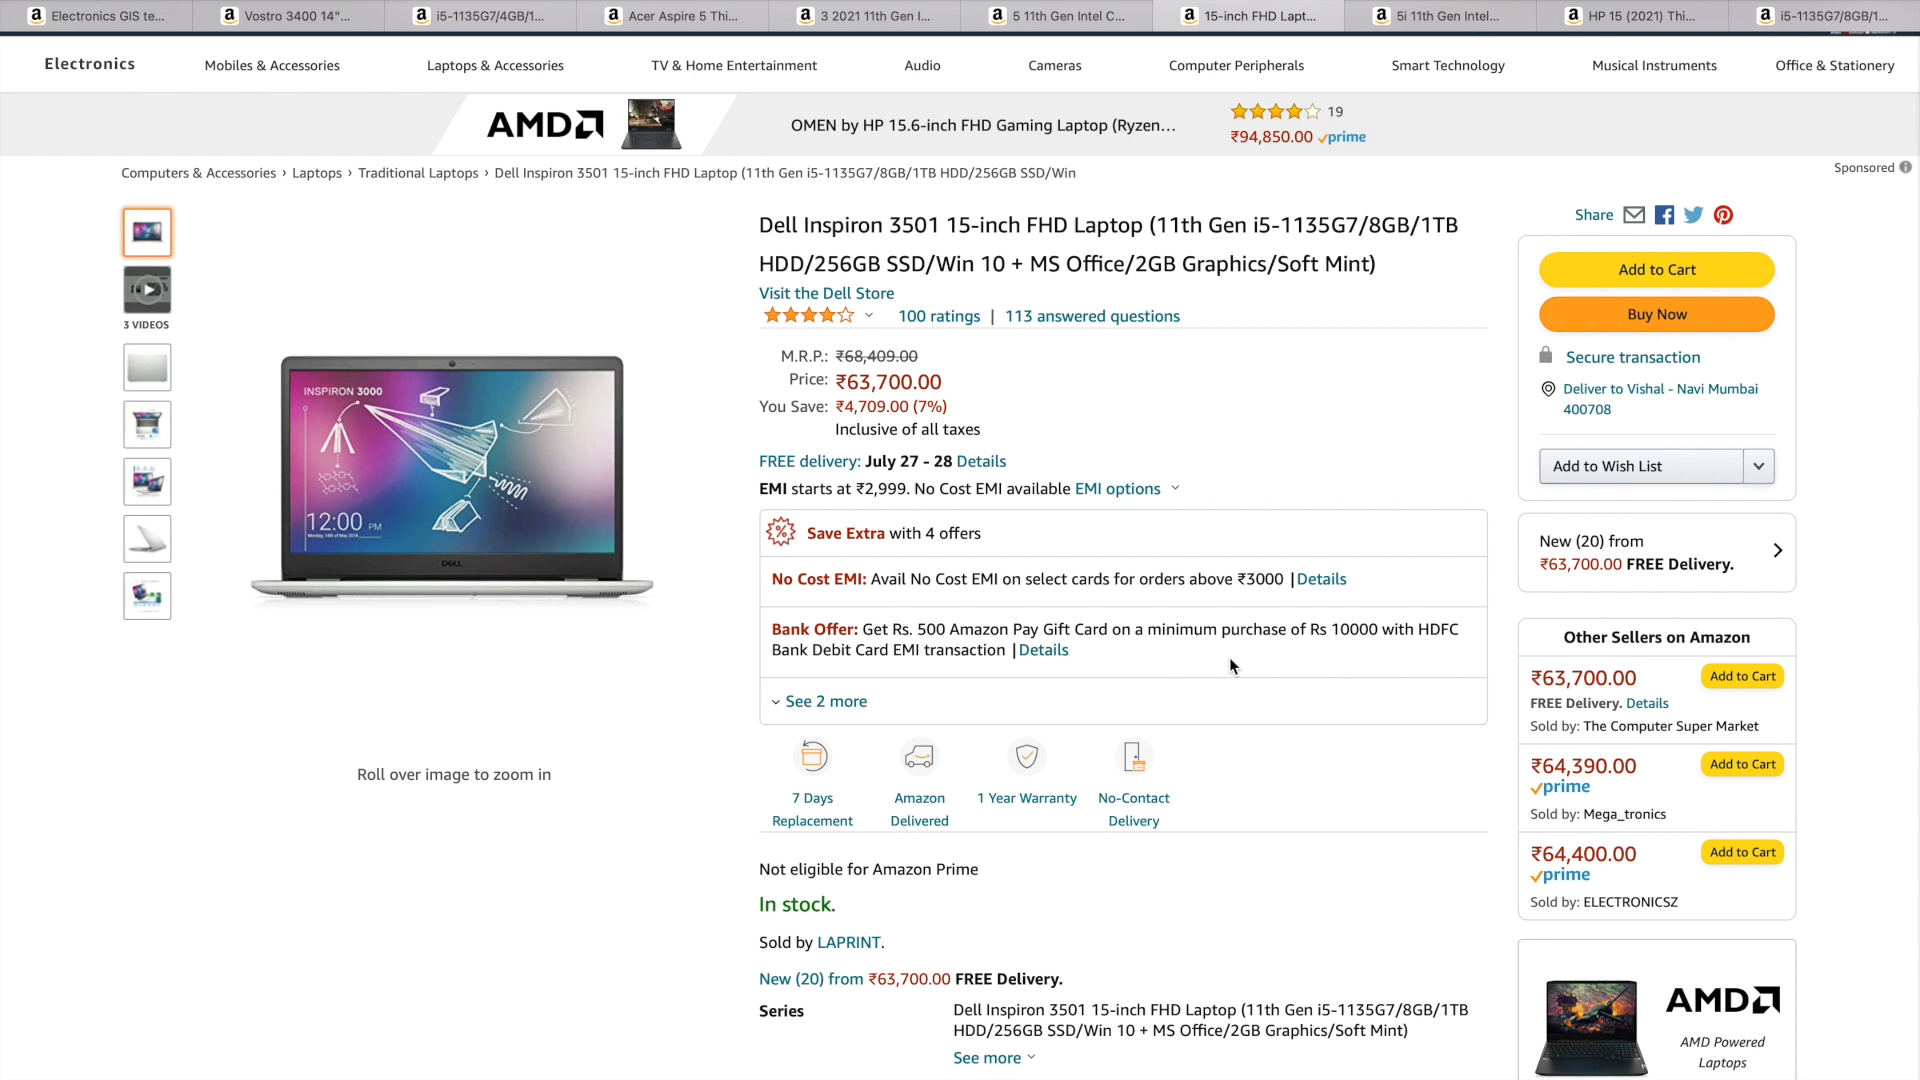 Electronics GIS te...
Vostro 3400 14"...
i5-1135G7/4GB/1...
Acer Aspire 5 Thi...
3 2021 11th Gen I...
5 11th Gen Intel C...
15-inch FHD Lapt...
5i 11th Gen Intel...
HP 15 (2021) Thi...
i5-1135G7/8GB/1...
Electronics
Mobiles & Accessories
Laptops & Accessories
TV & Home Entertainment
Audio
Cameras
Computer Peripherals
Smart Technology
Musical Instruments
Office & Stationery
AMD
OMEN by HP 15.6-inch FHD Gaming Laptop (Ryzen...
19
₹94,850.00 prime
Sponsored
Computers & Accessories › Laptops › Traditional Laptops › Dell Inspiron 3501 15-inch FHD Laptop (11th Gen i5-1135G7/8GB/1TB HDD/256GB SSD/Win
3 VIDEOS
INSPIRON 3000
12:00 PM
DELL
Roll over image to zoom in
Dell Inspiron 3501 15-inch FHD Laptop (11th Gen i5-1135G7/8GB/1TB
HDD/256GB SSD/Win 10 + MS Office/2GB Graphics/Soft Mint)
Visit the Dell Store
100 ratings | 113 answered questions
M.R.P.: ₹68,409.00
Price: ₹63,700.00
You Save: ₹4,709.00 (7%)
Inclusive of all taxes
FREE delivery: July 27 - 28 Details
EMI starts at ₹2,999. No Cost EMI available EMI options
Save Extra with 4 offers
No Cost EMI: Avail No Cost EMI on select cards for orders above ₹3000 | Details
Bank Offer: Get Rs. 500 Amazon Pay Gift Card on a minimum purchase of Rs 10000 with HDFC
Bank Debit Card EMI transaction | Details
See 2 more
7 Days
Replacement
Amazon
Delivered
1 Year Warranty
No-Contact
Delivery
Not eligible for Amazon Prime
In stock.
Sold by LAPRINT.
New (20) from ₹63,700.00 FREE Delivery.
Series
Dell Inspiron 3501 15-inch FHD Laptop (11th Gen i5-1135G7/8GB/1TB
HDD/256GB SSD/Win 10 + MS Office/2GB Graphics/Soft Mint)
See more
Share
Add to Cart
Buy Now
Secure transaction
Deliver to Vishal - Navi Mumbai
400708
Add to Wish List
New (20) from
₹63,700.00 FREE Delivery.
Other Sellers on Amazon
₹63,700.00
Add to Cart
FREE Delivery. Details
Sold by: The Computer Super Market
₹64,390.00
Add to Cart
prime
Sold by: Mega_tronics
₹64,400.00
Add to Cart
prime
Sold by: ELECTRONICSZ
AMD
AMD Powered
Laptops